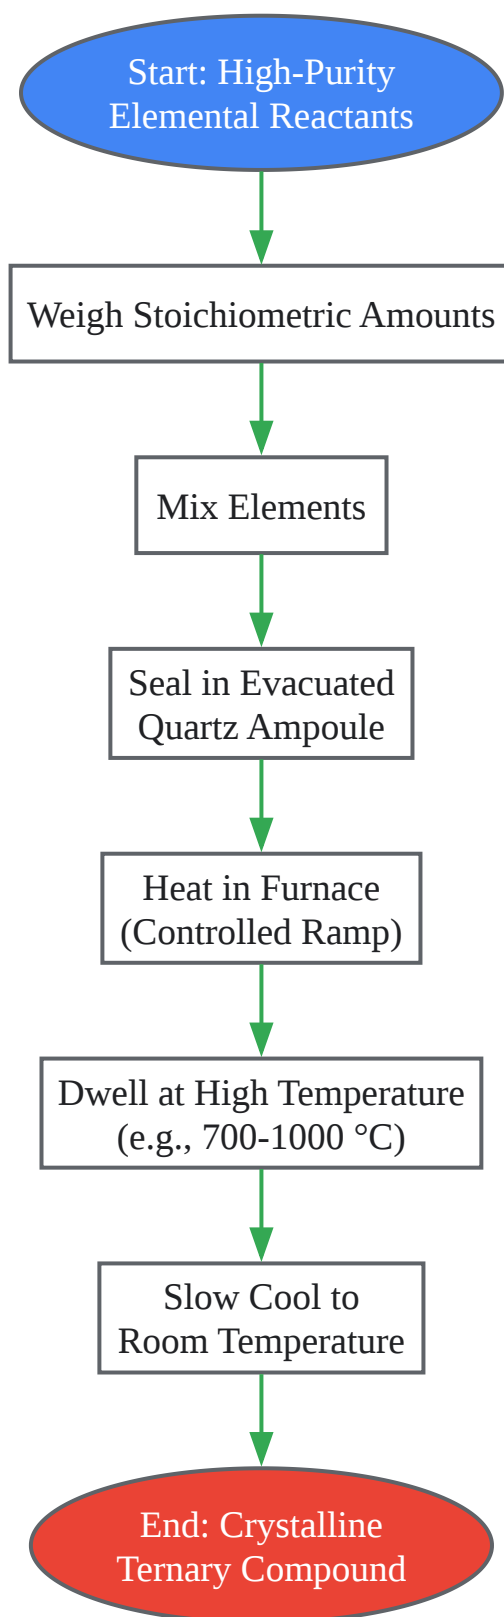 Start: High-Purity
Elemental Reactants
Weigh Stoichiometric Amounts
Mix Elements
Seal in Evacuated
Quartz Ampoule
Heat in Furnace
(Controlled Ramp)
Dwell at High Temperature
(e.g., 700-1000 °C)
Slow Cool to
Room Temperature
End: Crystalline
Ternary Compound